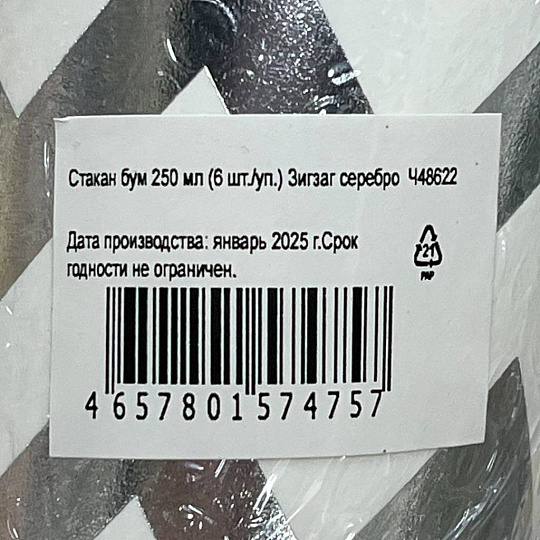 Стакан бум 250 мл (6 шт./уп.) Зигзаг серебро Ч48622
Дата производства: январь 2025 г.Срок
годности не ограничен.
21
PAP
4 657801 574757